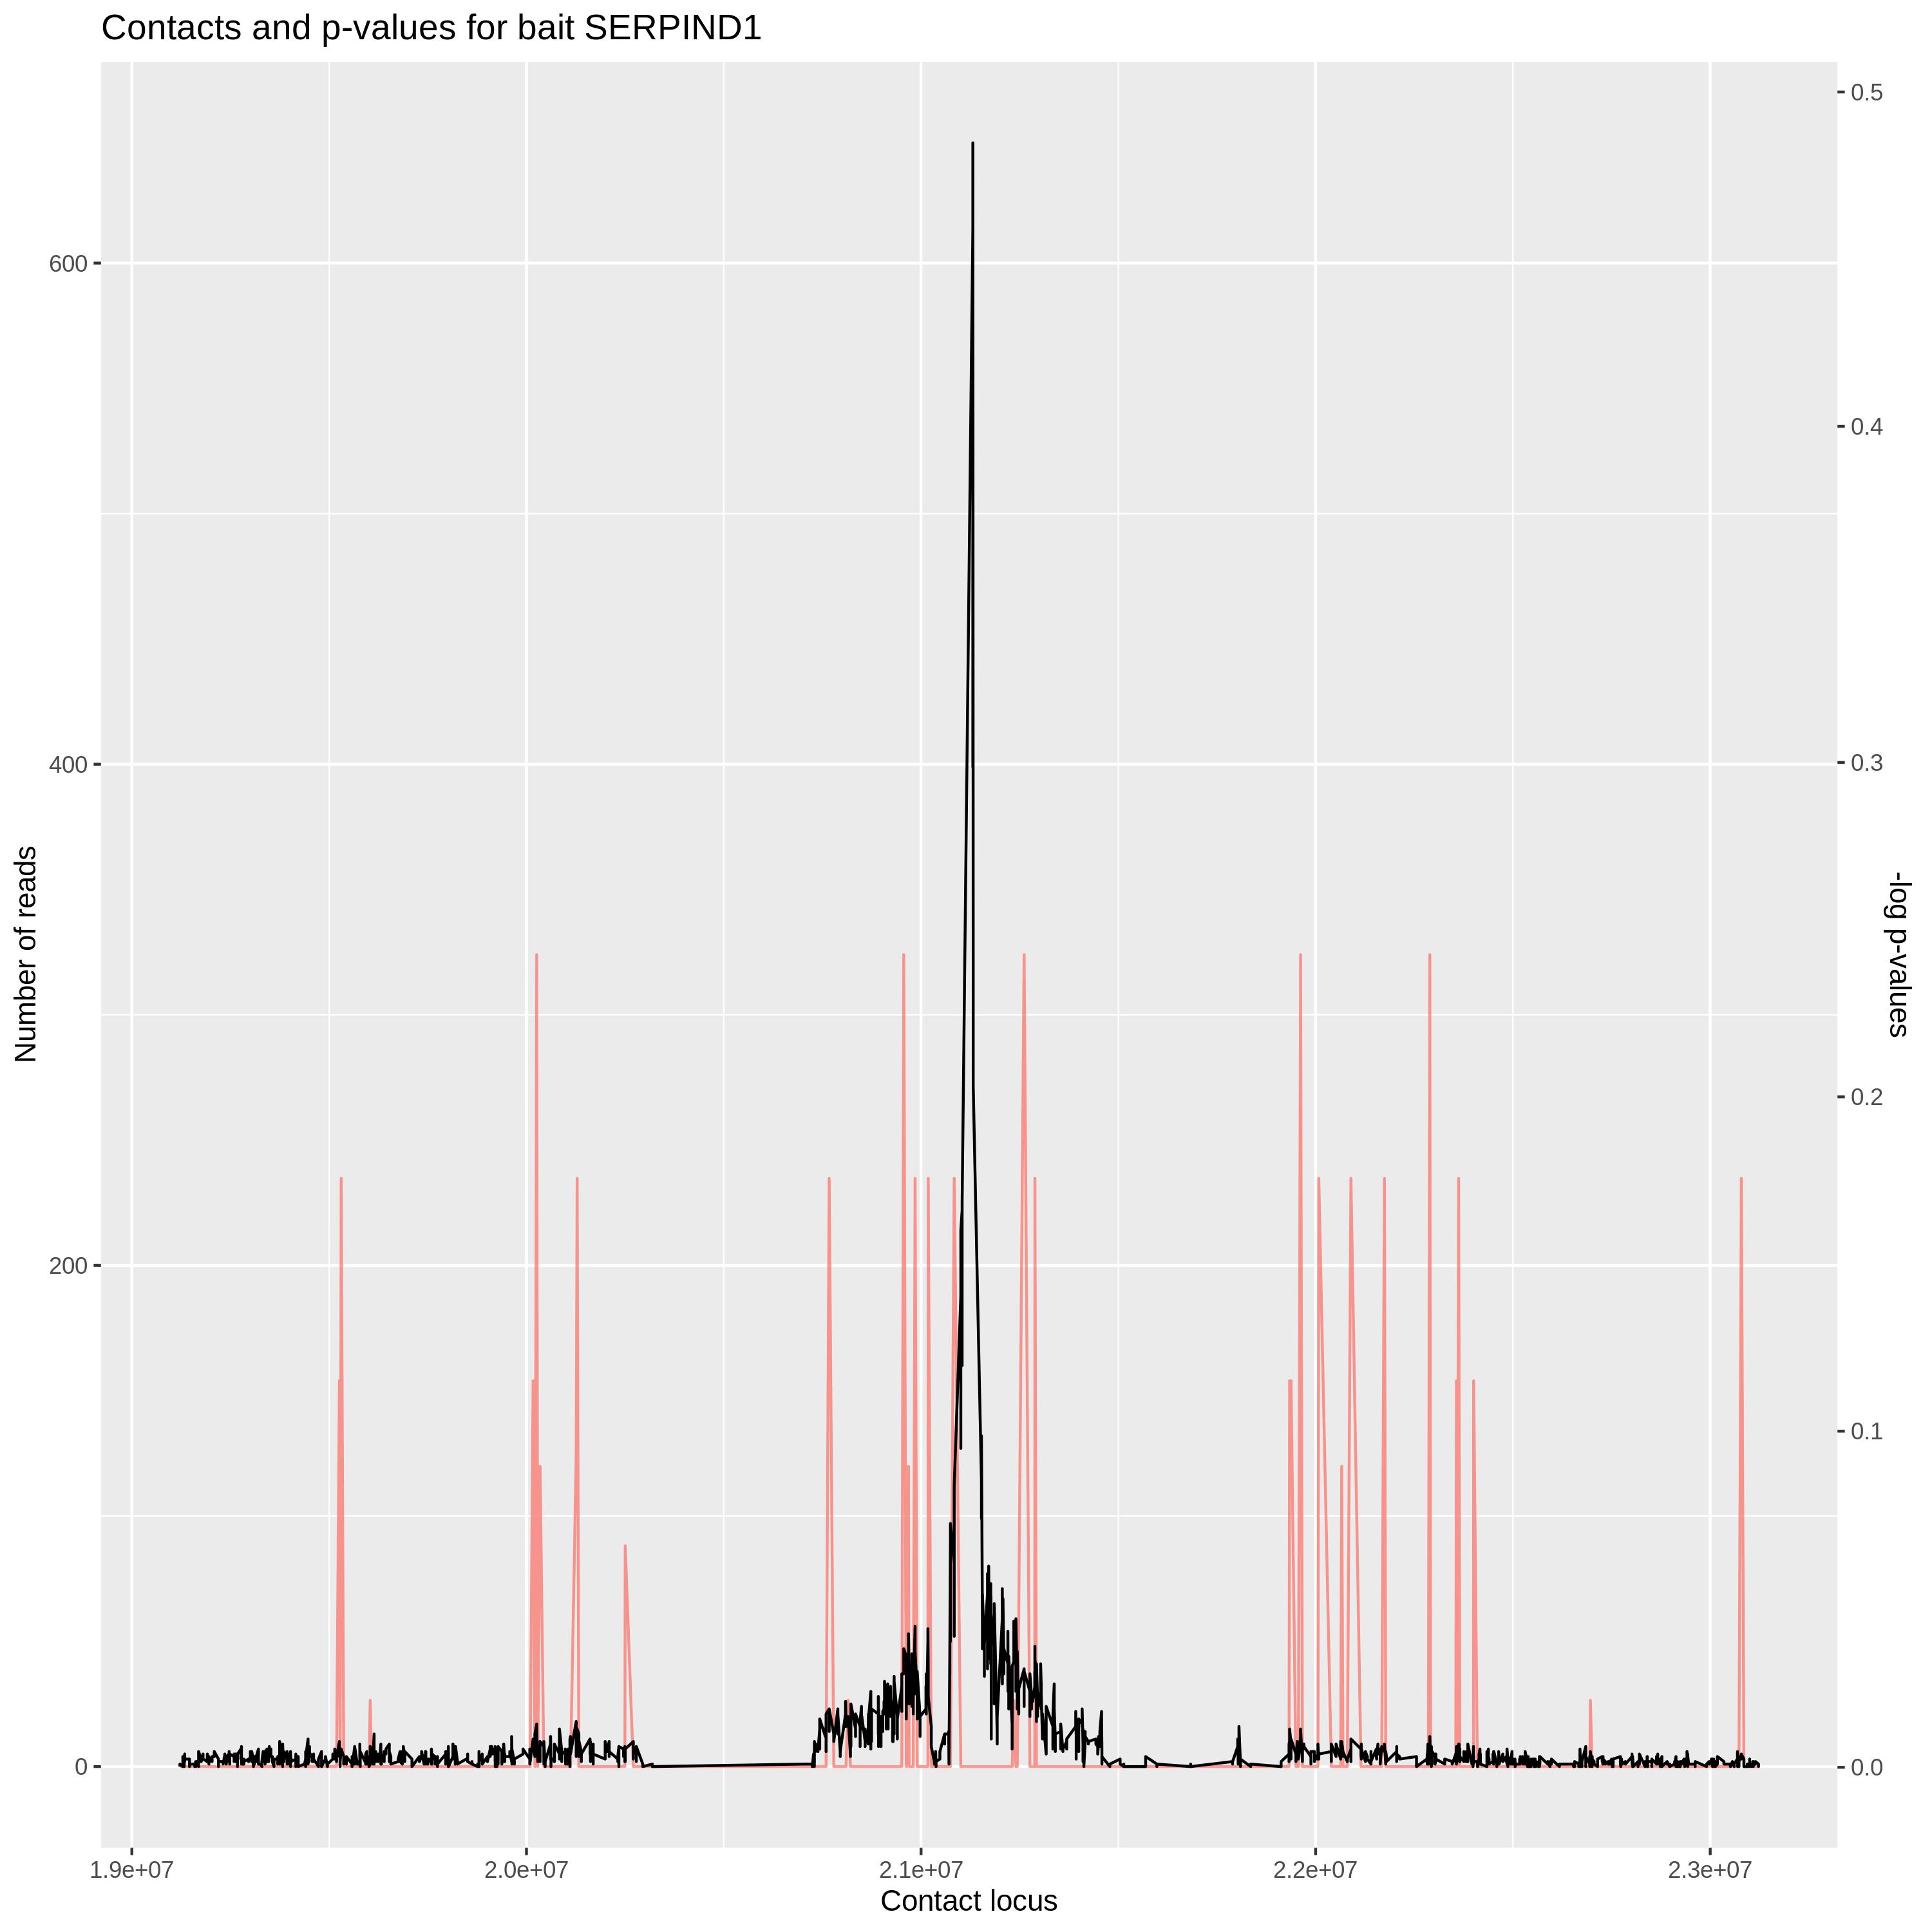 Contacts and p-values for bait SERPIND1
Number of reads
600
400
200
0
0.5
0.4
0.3
0.2
0.1
0.0
-log p-values
1.9e+07
2.0e+07
2.1e+07
2.2e+07
2.3e+07
Contact locus